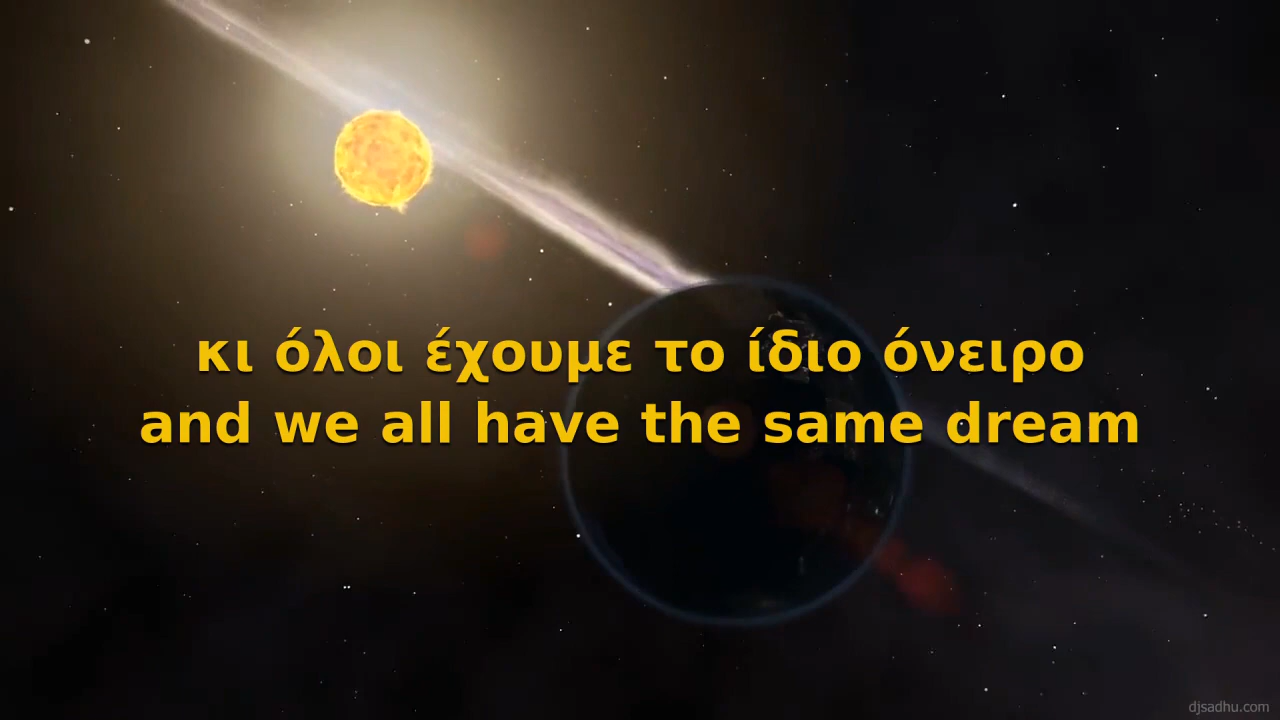 κι όλοι έχουμε το ίδιο όνειρο
and we all have the same dream
djsadhu.com